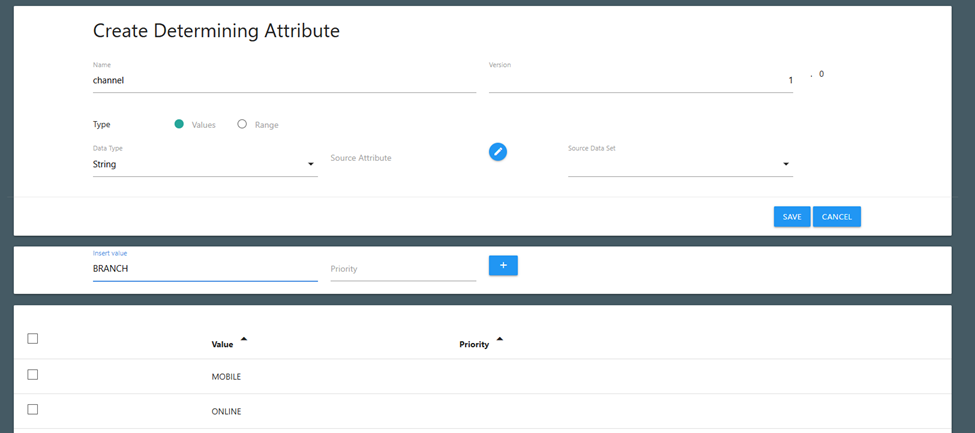 Create Determining Attribute
Name
Version
channel
1 . 0
Type Values Range
Data Type
Source Attribute
Source Data Set
String
SAVE CANCEL
Insert value
BRANCH
Priority
+
Value Priority
MOBILE
ONLINE